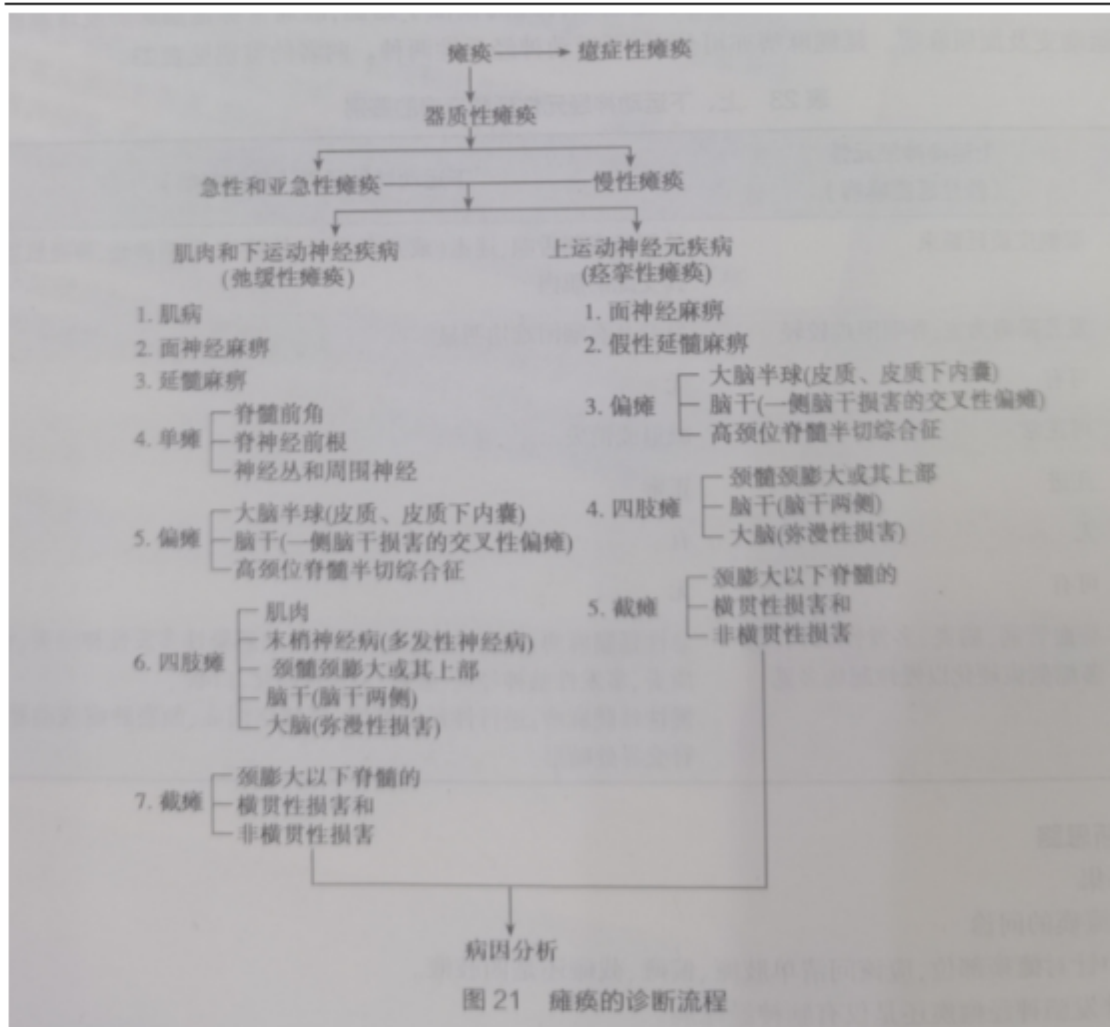 瘫痪 癔症性瘫痪
器质性瘫痪
急性和亚急性瘫痪 慢性瘫痪
肌肉和下运动神经疾病
(弛缓性瘫痪)
上运动神经元疾病
(痉挛性瘫痪)
1. 肌病
2. 面神经麻痹
3. 延髓麻痹
4. 单瘫
脊髓前角
脊神经前根
神经丛和周围神经
5. 偏瘫
大脑半球(皮质、皮质下内囊)
脑干(一侧脑干损害的交叉性偏瘫)
高颈位脊髓半切综合征
6. 四肢瘫
肌肉
末梢神经病(多发性神经病)
颈髓颈膨大或其上部
脑干(脑干两侧)
大脑(弥漫性损害)
7. 截瘫
颈膨大以下脊髓的
横贯性损害和
非横贯性损害
1. 面神经麻痹
2. 假性延髓麻痹
3. 偏瘫
大脑半球(皮质、皮质下内囊)
脑干(一侧脑干损害的交叉性偏瘫)
高颈位脊髓半切综合征
4. 四肢瘫
颈髓颈膨大或其上部
脑干(脑干两侧)
大脑(弥漫性损害)
5. 截瘫
颈膨大以下脊髓的
横贯性损害和
非横贯性损害
病因分析
图 21 瘫痪的诊断流程